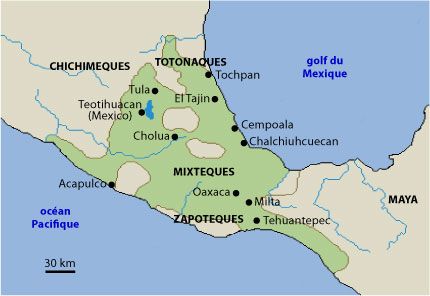 golf du
Mexique
CHICHIMEQUES
TOTONAQUES
Tochpan
Tula
El Tajin
Teotihuacan
(Mexico)
Cempoala
Cholua
Chalchiuhcuecan
MIXTEQUES
Acapulco
Oaxaca
Milta
MAYA
océan
Pacifique
ZAPOTEQUES
Tehuantepec
30 km